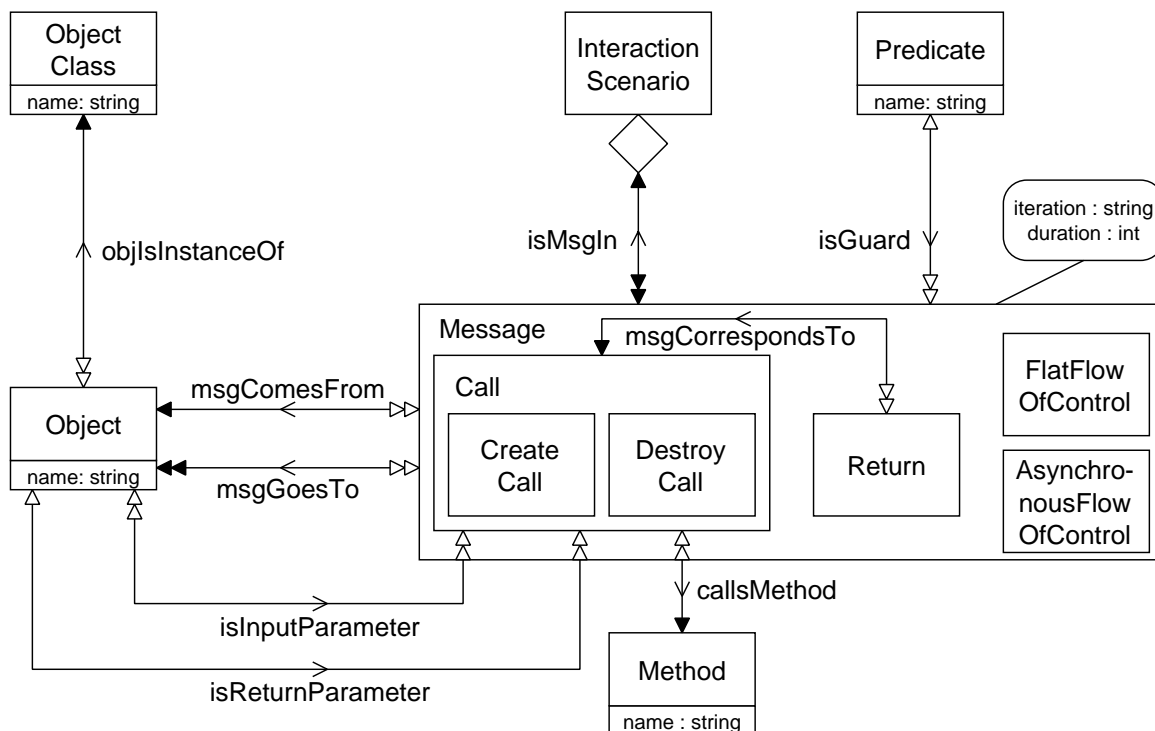 Object
Class
name: string
Interaction
Scenario
Predicate
name: string
iteration : string
duration : int
objIsInstanceOf
isMsgIn
isGuard
Message
msgCorrespondsTo
Call
Create
Call
Destroy
Call
Return
FlatFlow
OfControl
Asynchro-
nousFlow
OfControl
msgComesFrom
Object
name: string
msgGoesTo
callsMethod
isInputParameter
isReturnParameter
Method
name : string